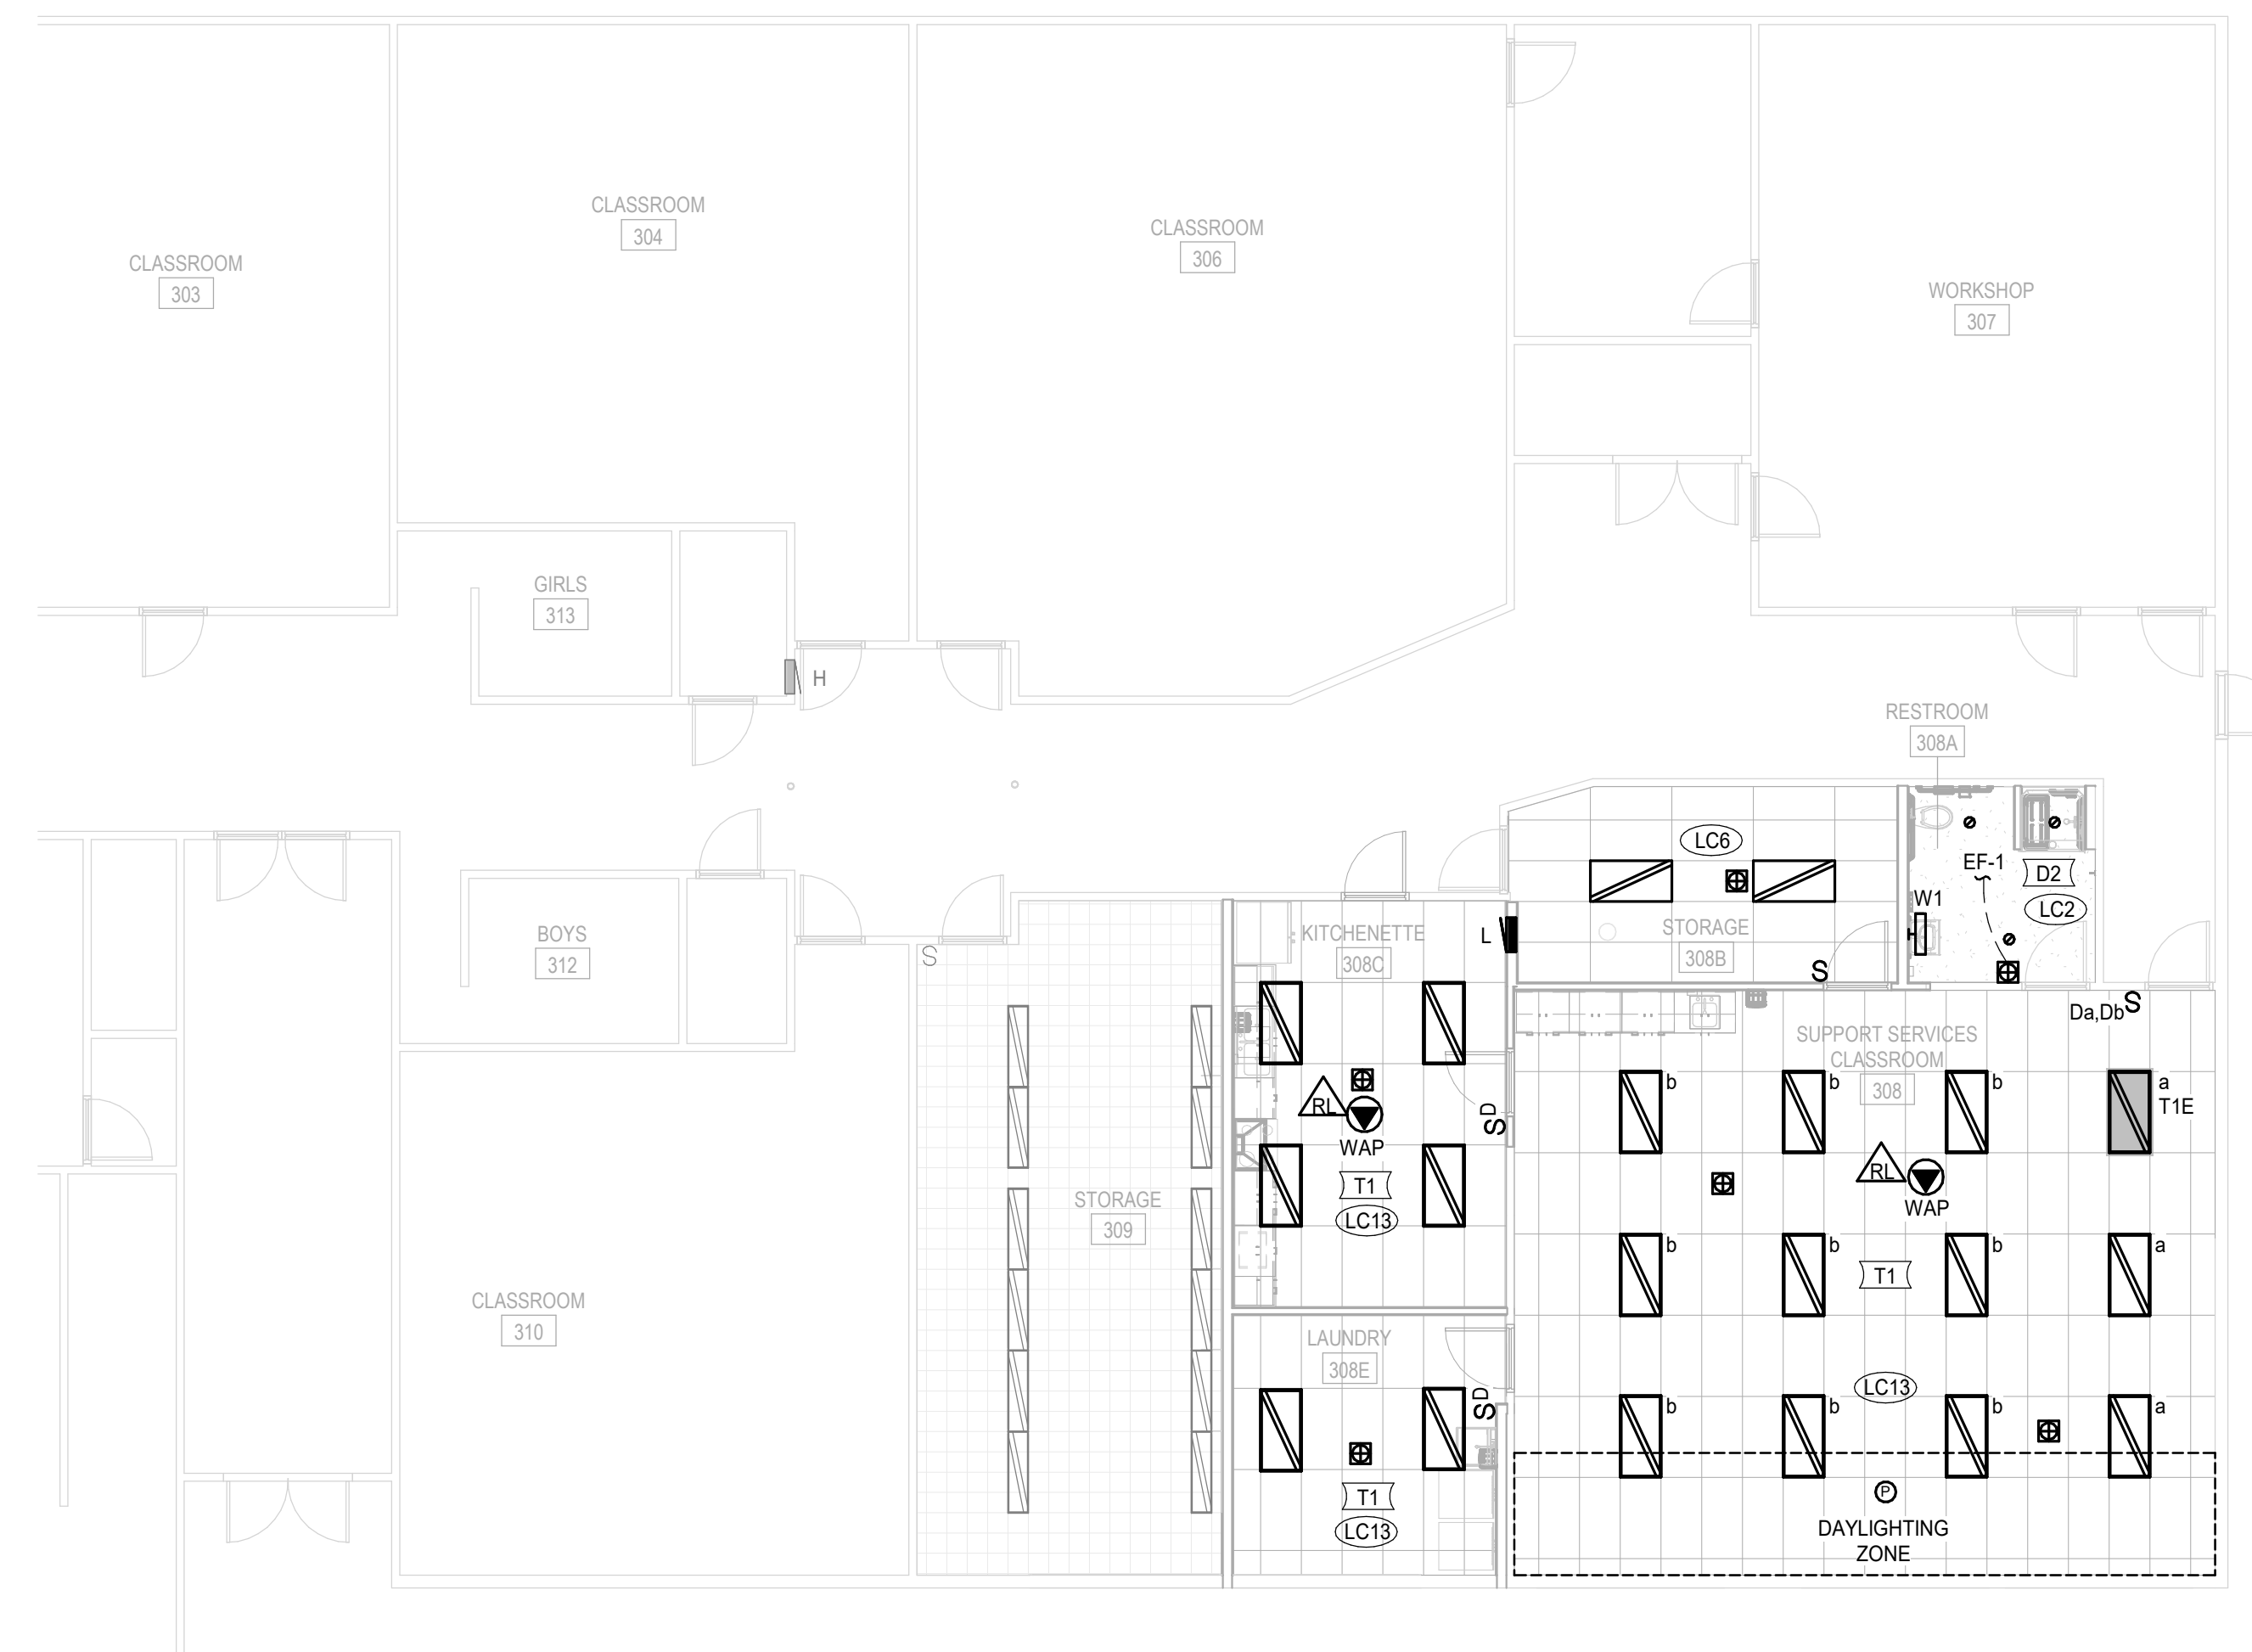 CLASSROOM
303
CLASSROOM
304
CLASSROOM
306
WORKSHOP
307
GIRLS
313
H
RESTROOM
308A
BOYS
312
S
KITCHENETTE
308C
L
LC6
STORAGE
308B
S
EF-1
D2
W1
LC2
Da,Db
S
SUPPORT SERVICES
CLASSROOM
308
b
b
b
a
T1E
RL
WAP
SD
RL
WAP
T1
LC13
STORAGE
309
b
b
b
a
T1
CLASSROOM
310
LAUNDRY
308E
SD
T1
LC13
LC13
b
b
b
a
P
DAYLIGHTING
ZONE